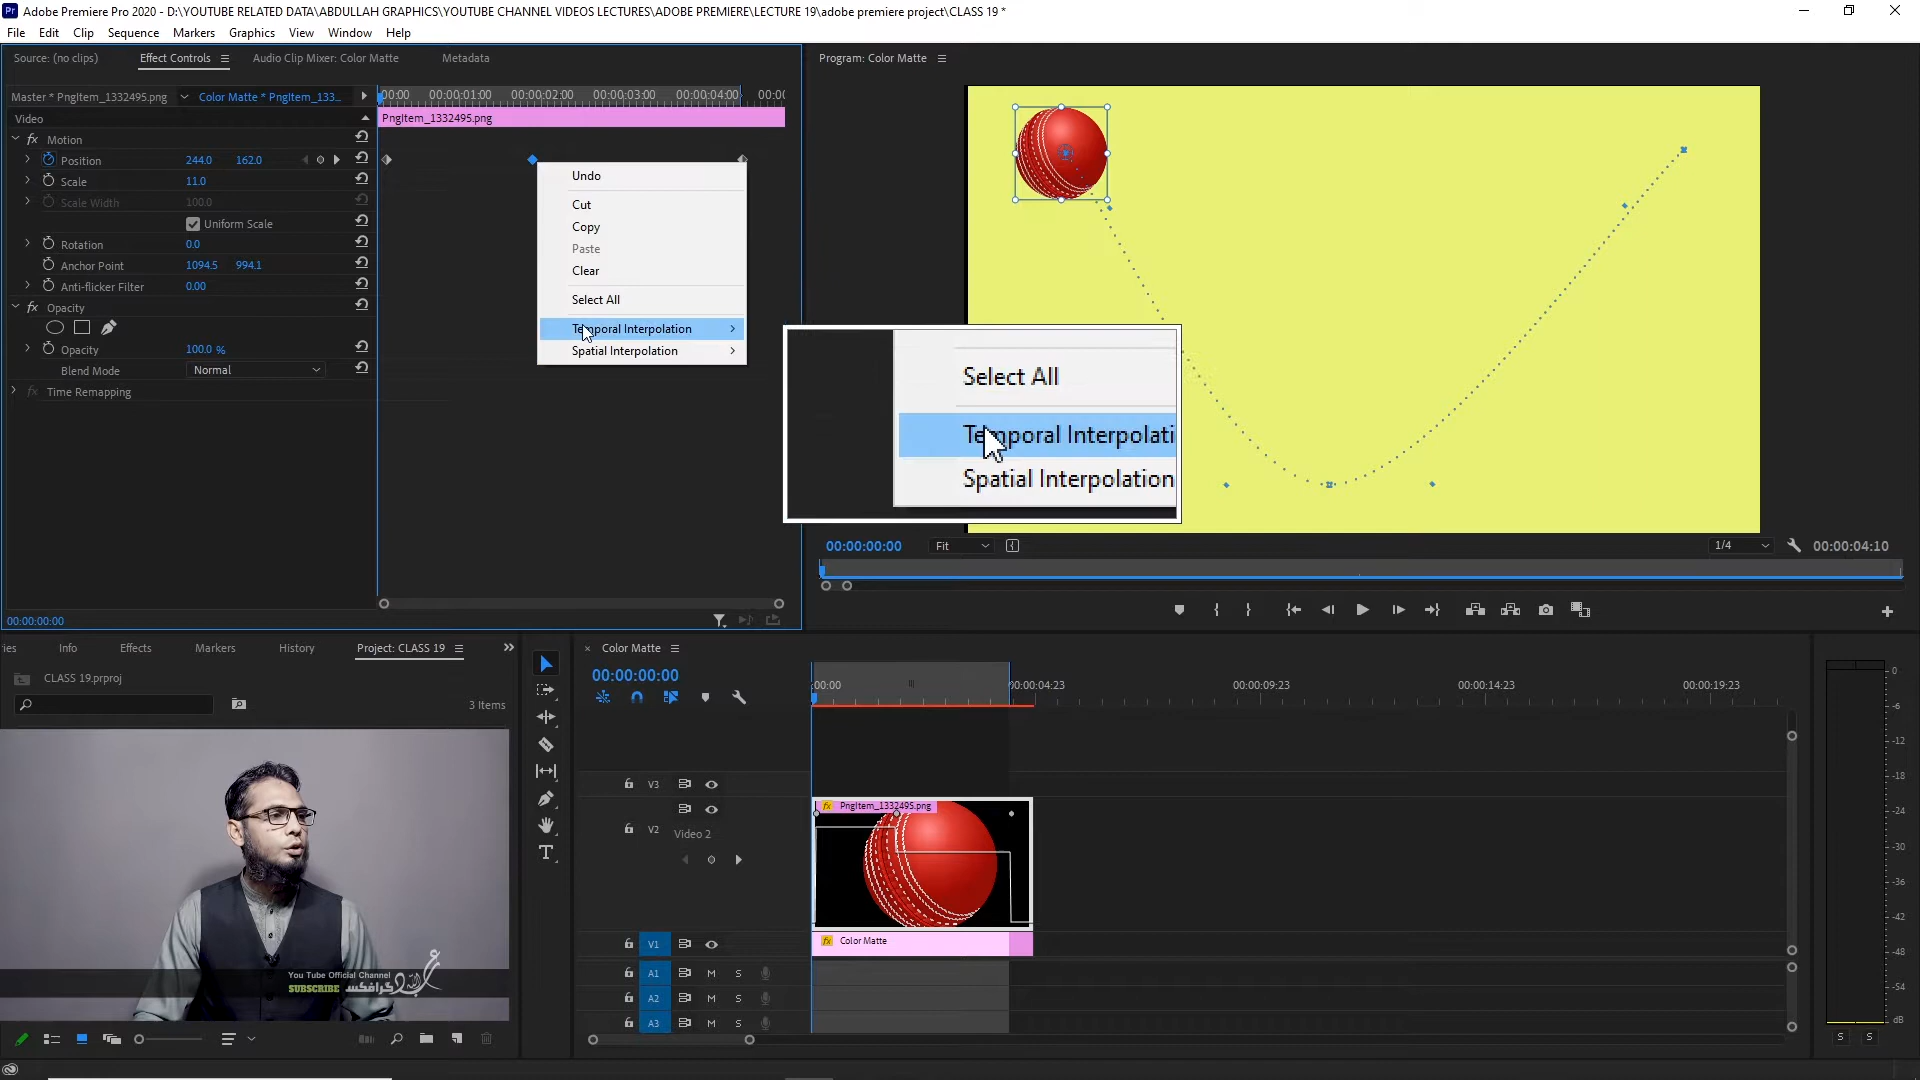 Adobe Premiere Pro 2020 - D:\YOUTUBE RELATED DATA\ABDULLAH GRAPHICS\YOUTUBE CHANNEL VIDEOS LECTURES\ADOBE PREMIERE\LECTURE 19\adobe premiere project\CLASS 19 *
File Edit Clip Sequence Markers Graphics View Window Help
Source: (no clips) Effect Controls Audio Clip Mixer: Color Matte Metadata
Master * PngItem_1332495.png Color Matte * PngItem_133...
:00:00 00:00:01:00 00:00:02:00 00:00:03:00 00:00:04:00 00:0
Video
PngItem_1332495.png
fx Motion
Position 244.0 162.0
Scale 11.0
Scale Width 100.0
Uniform Scale
Rotation 0.0
Anchor Point 1094.5 994.1
Anti-flicker Filter 0.00
fx Opacity
Opacity 100.0 %
Blend Mode Normal
fx Time Remapping
00:00:00:00
Undo
Cut
Copy
Paste
Clear
Select All
Temporal Interpolation
Spatial Interpolation
Select All
Temporal Interpolati
Spatial Interpolation
Program: Color Matte
00:00:00:00 Fit 1/4 00:00:04:10
ies Info Effects Markers History Project: CLASS 19
CLASS 19.prproj
3 Items
You Tube Official Channel
SUBSCRIBE
عبداللہ گرافکس
Color Matte
00:00:00:00
:00:00 00:00:04:23 00:00:09:23 00:00:14:23 00:00:19:23
V3
V2 Video 2
fx PngItem_1332495.png
V1
fx Color Matte
A1 M S
A2 M S
A3 M S
T
0
-6
-12
-18
-24
-30
-36
-42
-48
-54
dB
S S